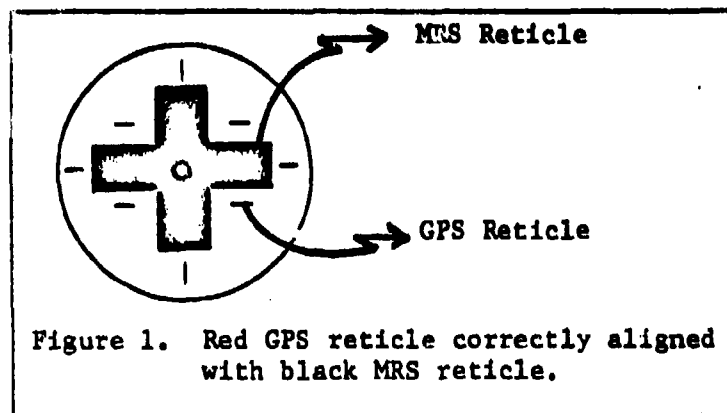 MRS Reticle
GPS Reticle
Figure 1. Red GPS reticle correctly aligned
with black MRS reticle.